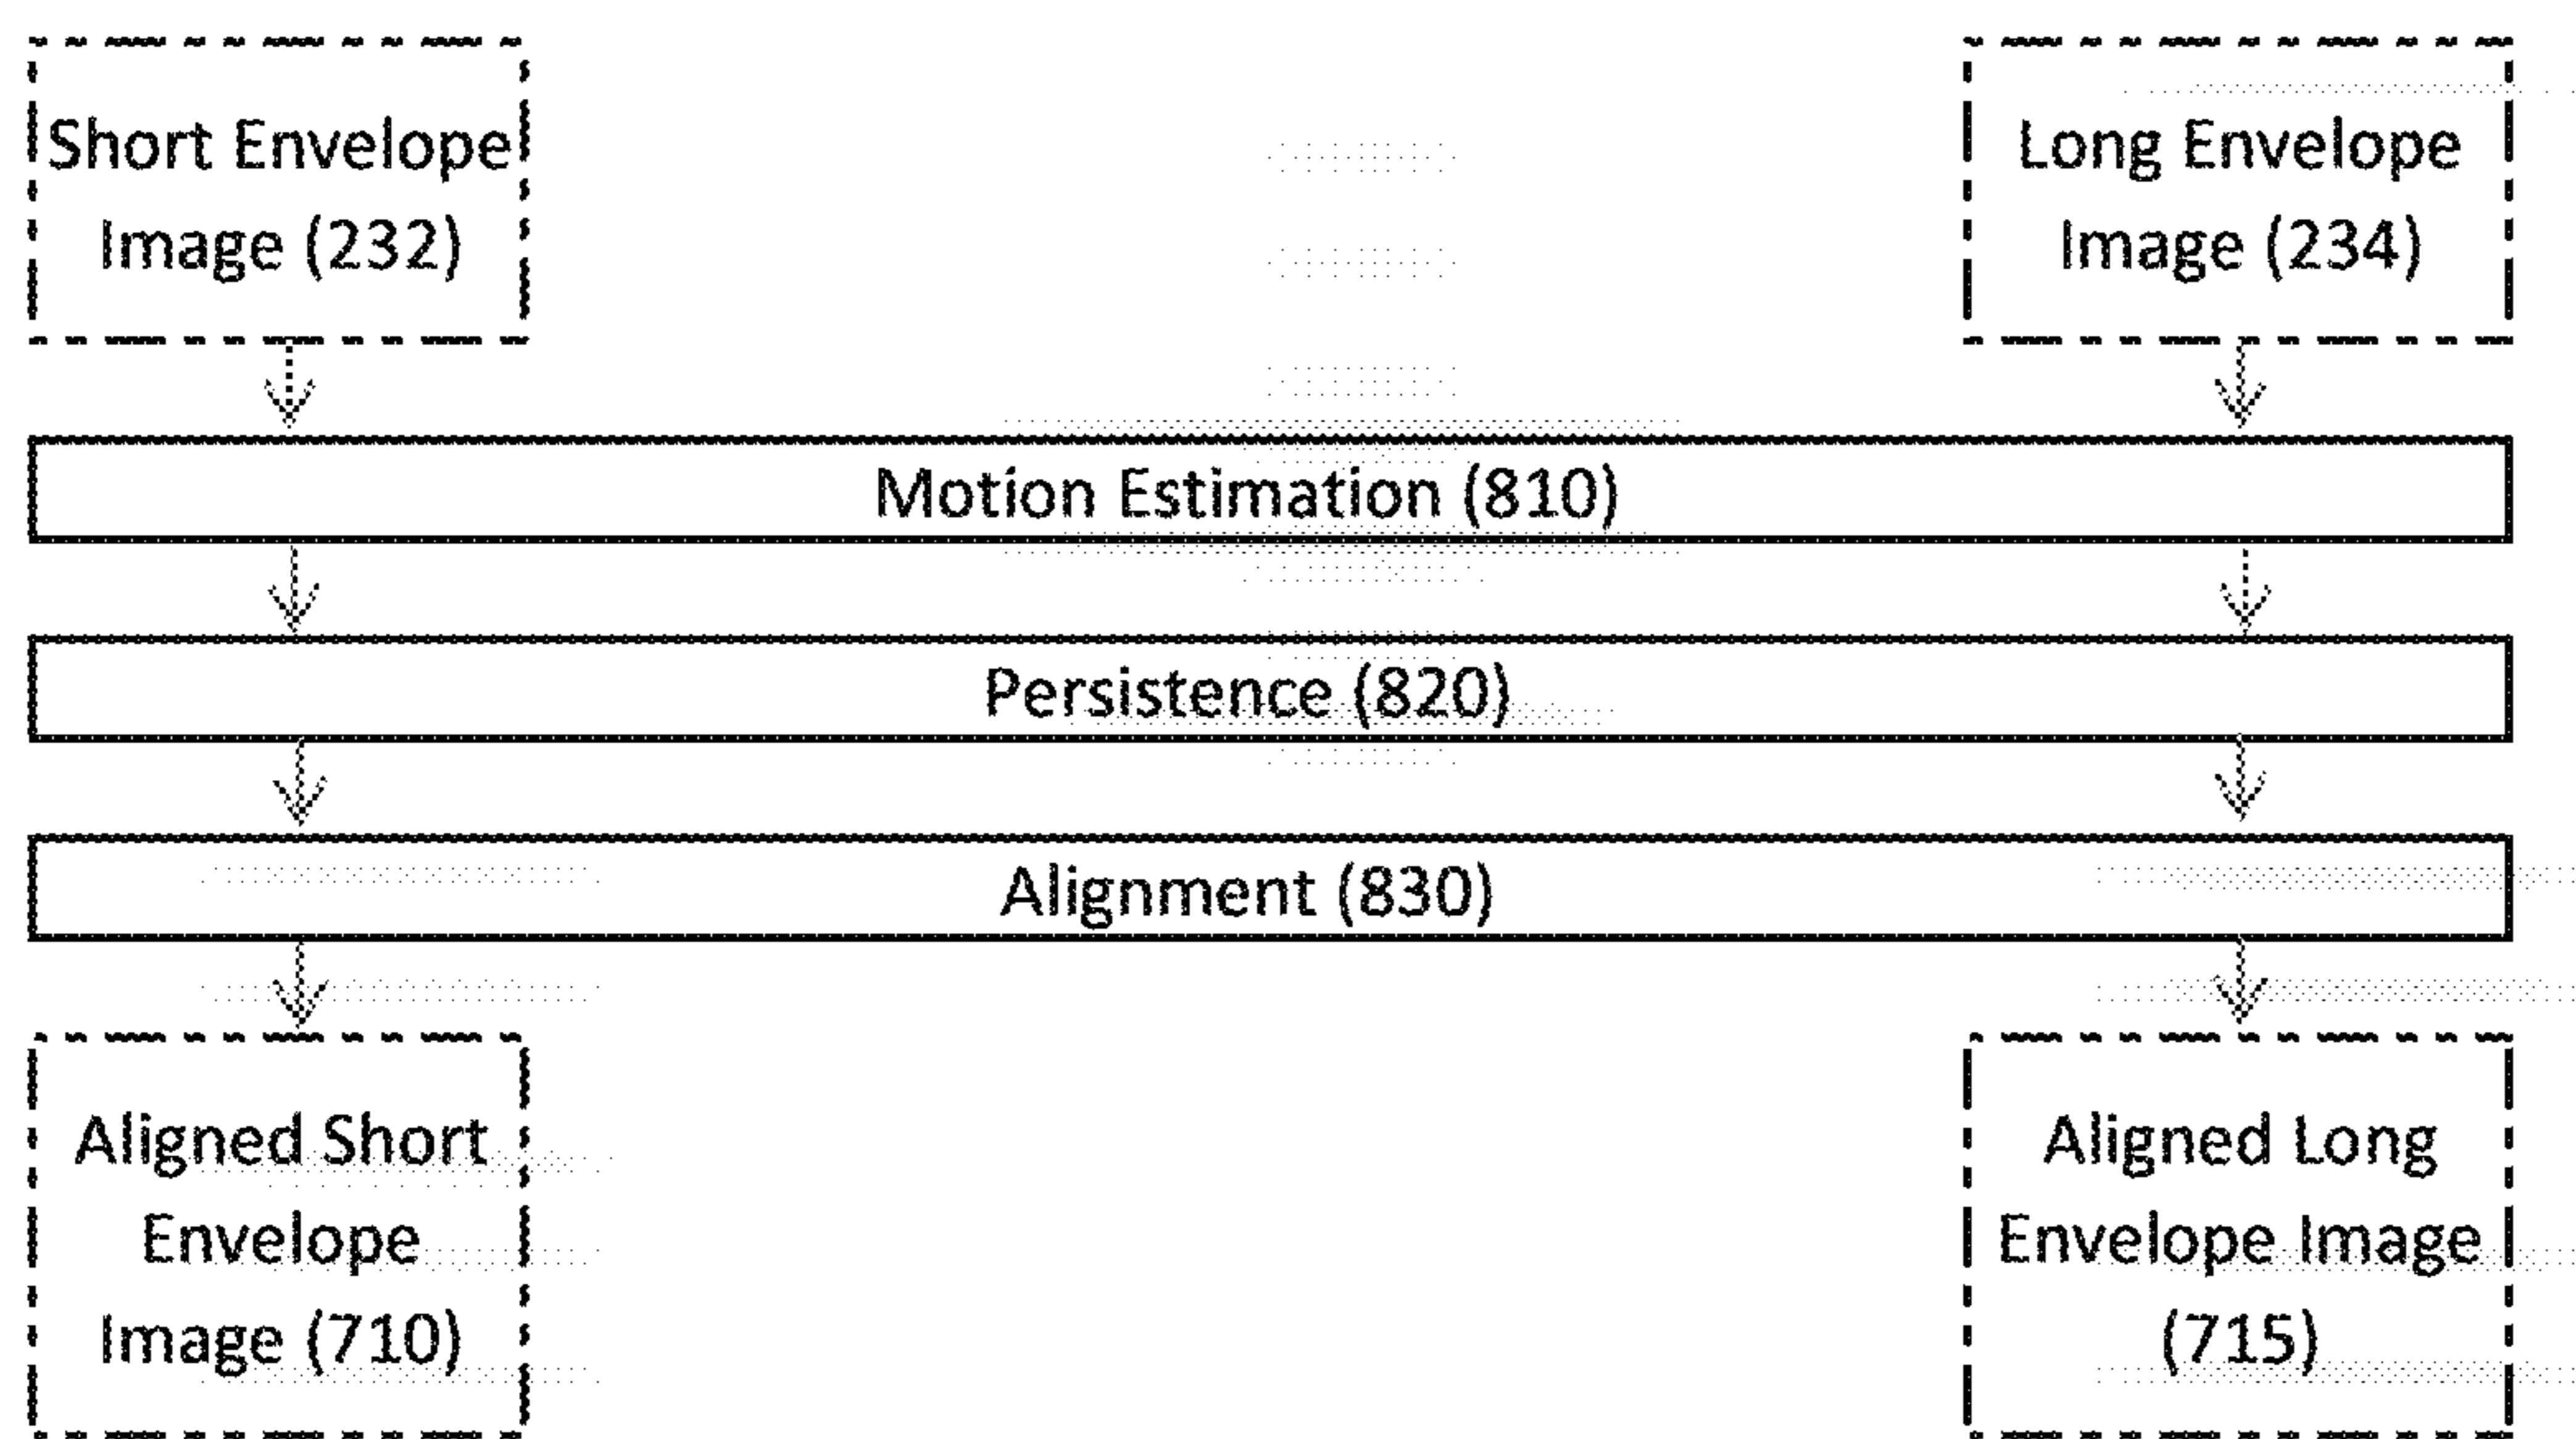 Short Envelope
Image (232)
Long Envelope
Image (234)
Motion Estimation (810)
Persistence (820)
Alignment (830)
Aligned Short
Envelope
Image (710)
Aligned Long
Envelope Image
(715)